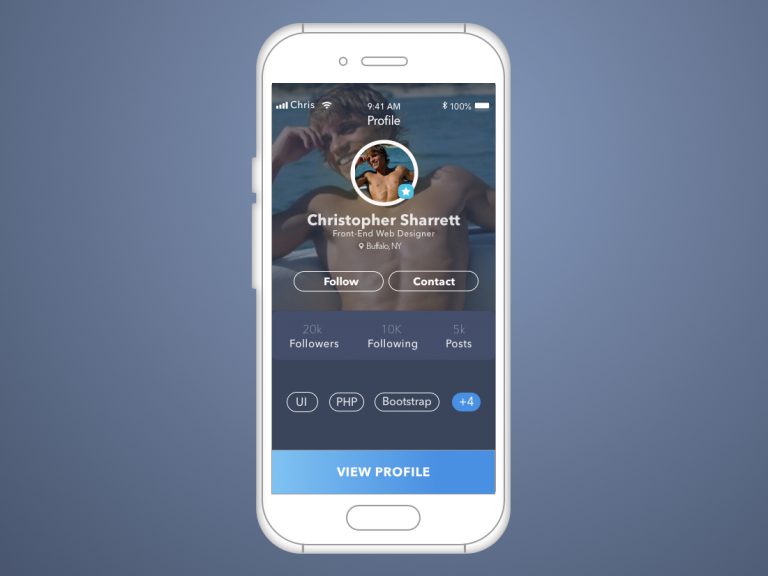 Chris 9:41 AM 100%
Profile
Christopher Sharrett
Front-End Web Designer
Buffalo, NY
Follow Contact
20k 10K 5k
Followers Following Posts
UI PHP Bootstrap +4
VIEW PROFILE